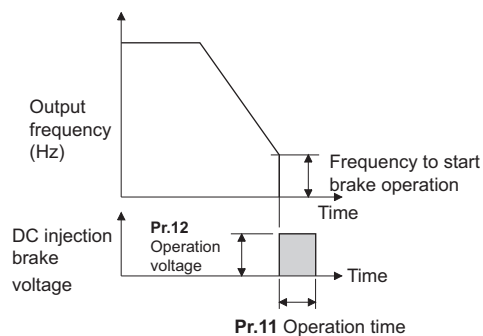 Output
frequency
(Hz)
Frequency to start
brake operation
Time
DC injection
brake
voltage
Pr.12
Operation
voltage
Time
Pr.11 Operation time